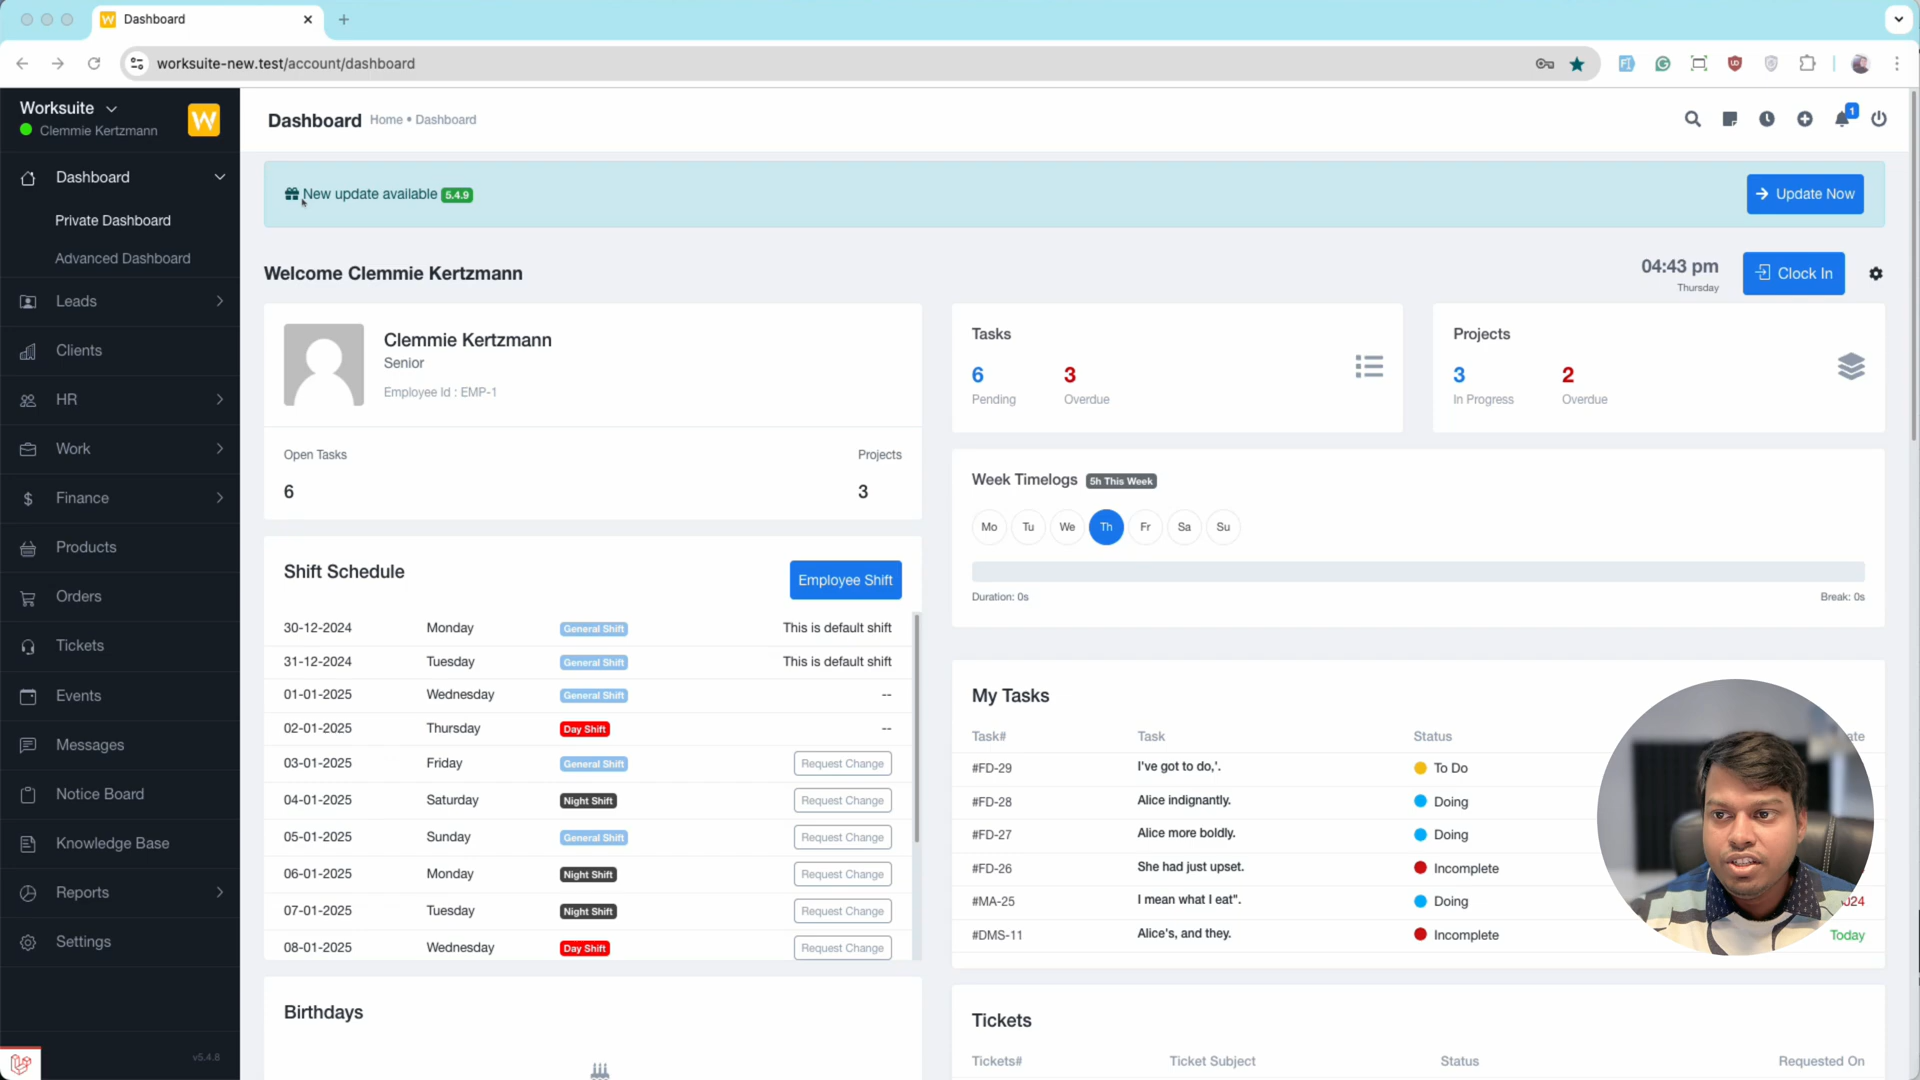 Dashboard
worksuite-new.test/account/dashboard
Worksuite
Clemmie Kertzmann
W
Dashboard
Private Dashboard
Advanced Dashboard
Leads
Clients
HR
Work
Finance
Products
Orders
Tickets
Events
Messages
Notice Board
Knowledge Base
Reports
Settings
v5.4.8
Dashboard Home • Dashboard
1
New update available 5.4.9
Update Now
Welcome Clemmie Kertzmann
04:43 pm
Thursday
Clock In
Clemmie Kertzmann
Senior
Employee Id : EMP-1
Open Tasks Projects
6 3
Tasks
6 3
Pending Overdue
Projects
3 2
In Progress Overdue
Week Timelogs 5h This Week
Mo Tu We Th Fr Sa Su
Duration: 0s Break: 0s
Shift Schedule Employee Shift
30-12-2024 Monday General Shift This is default shift
31-12-2024 Tuesday General Shift This is default shift
01-01-2025 Wednesday General Shift --
02-01-2025 Thursday Day Shift --
03-01-2025 Friday General Shift Request Change
04-01-2025 Saturday Night Shift Request Change
05-01-2025 Sunday General Shift Request Change
06-01-2025 Monday Night Shift Request Change
07-01-2025 Tuesday Night Shift Request Change
08-01-2025 Wednesday Day Shift Request Change
My Tasks
Task# Task Status
#FD-29 I've got to do,'. To Do
#FD-28 Alice indignantly. Doing
#FD-27 Alice more boldly. Doing
#FD-26 She had just upset. Incomplete
#MA-25 I mean what I eat". Doing
#DMS-11 Alice's, and they. Incomplete Today
Birthdays
Tickets
Tickets# Ticket Subject Status Requested On